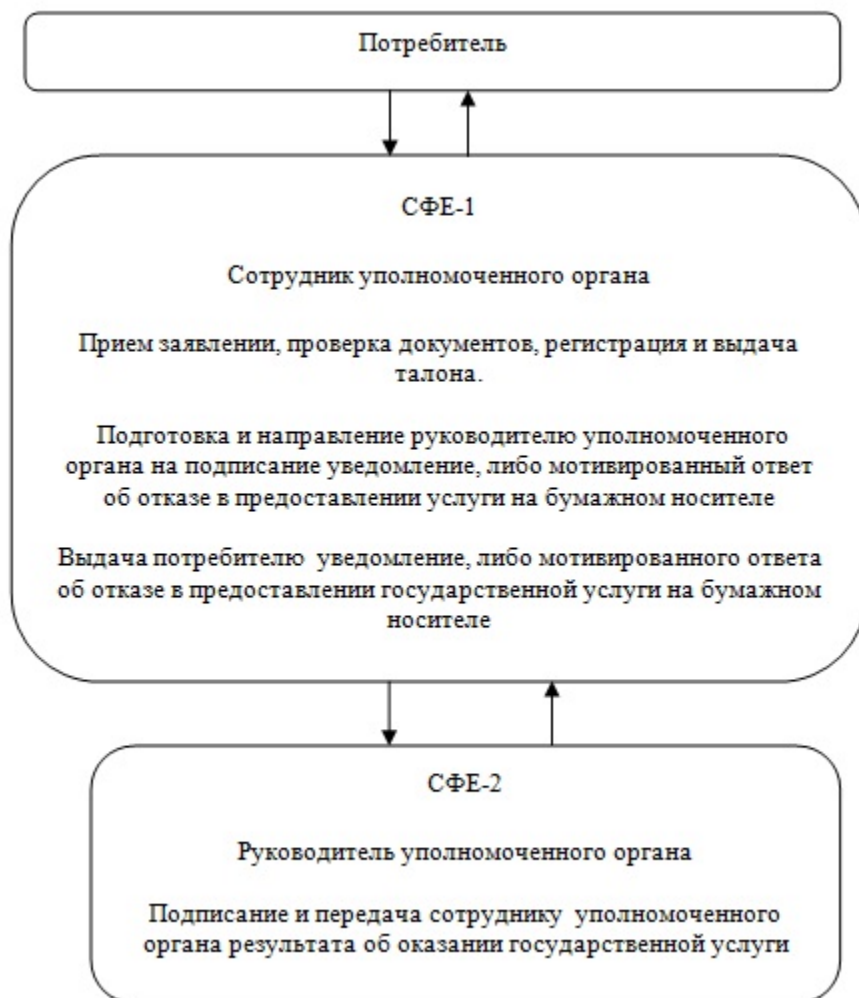 Потребитель
СФЕ-1
Сотрудник уполномоченного органа
Прием заявлении, проверка документов, регистрация и выдача
талона.
Подготовка и направление руководителю уполномоченного
органа на подписание уведомление, либо мотивированный ответ
об отказе в предоставлении услуги на бумажном носителе
Выдача потребителю уведомление, либо мотивированного ответа
об отказе в предоставлении государственной услуги на бумажном
носителе
СФЕ-2
Руководитель уполномоченного органа
Подписание и передача сотруднику уполномоченного
органа результата об оказании государственной услуги